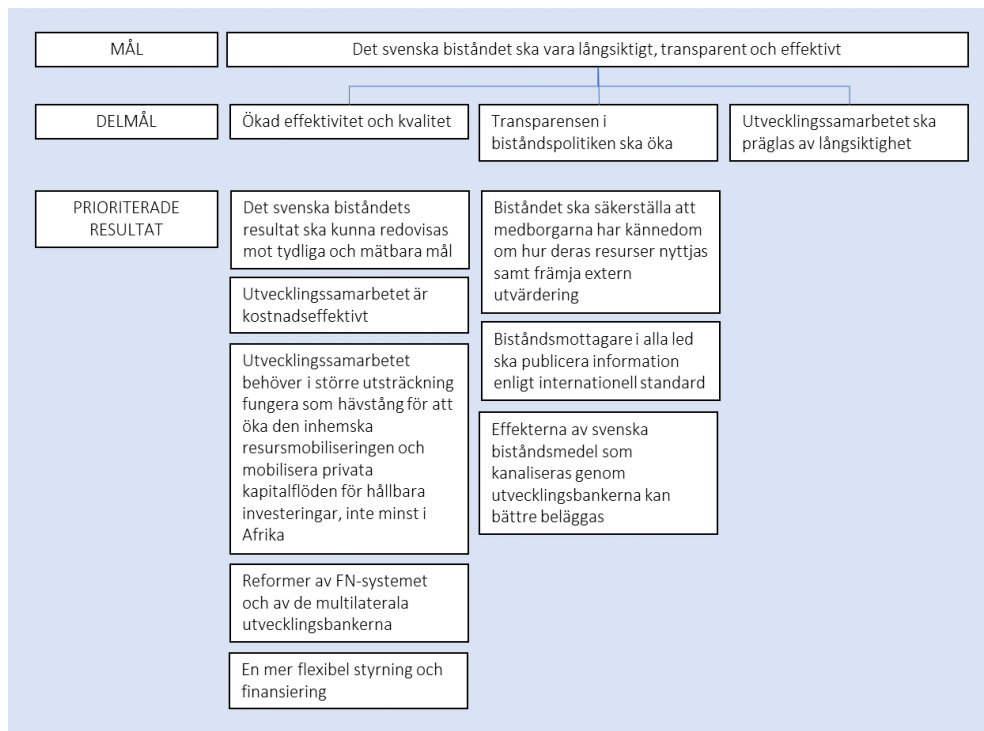 MÅL
Det svenska biståndet ska vara långsiktigt, transparent och effektivt
DELMÅL
Ökad effektivitet och kvalitet
Transparensen i
biståndspolitiken ska öka
Utvecklingssamarbetet ska
präglas av långsiktighet
PRIORITERADE
RESULTAT
Det svenska biståndets
resultat ska kunna redovisas
mot tydliga och mätbara mål
Utvecklingssamarbetet är
kostnadseffektivt
Utvecklingssamarbetet
behöver i större utsträckning
fungera som hävstång för att
öka den inhemska
resursmobiliseringen och
mobilisera privata
kapitalflöden för hållbara
investeringar, inte minst i
Afrika
Reformer av FN-systemet
och av de multilaterala
utvecklingsbankerna
En mer flexibel styrning och
finansiering
Biståndet ska säkerställa att
medborgarna har kännedom
om hur deras resurser nyttjas
samt främja extern
utvärdering
Biståndsmottagare i alla led
ska publicera information
enligt internationell standard
Effekterna av svenska
biståndsmedel som
kanaliseras genom
utvecklingsbankerna kan
bättre beläggas